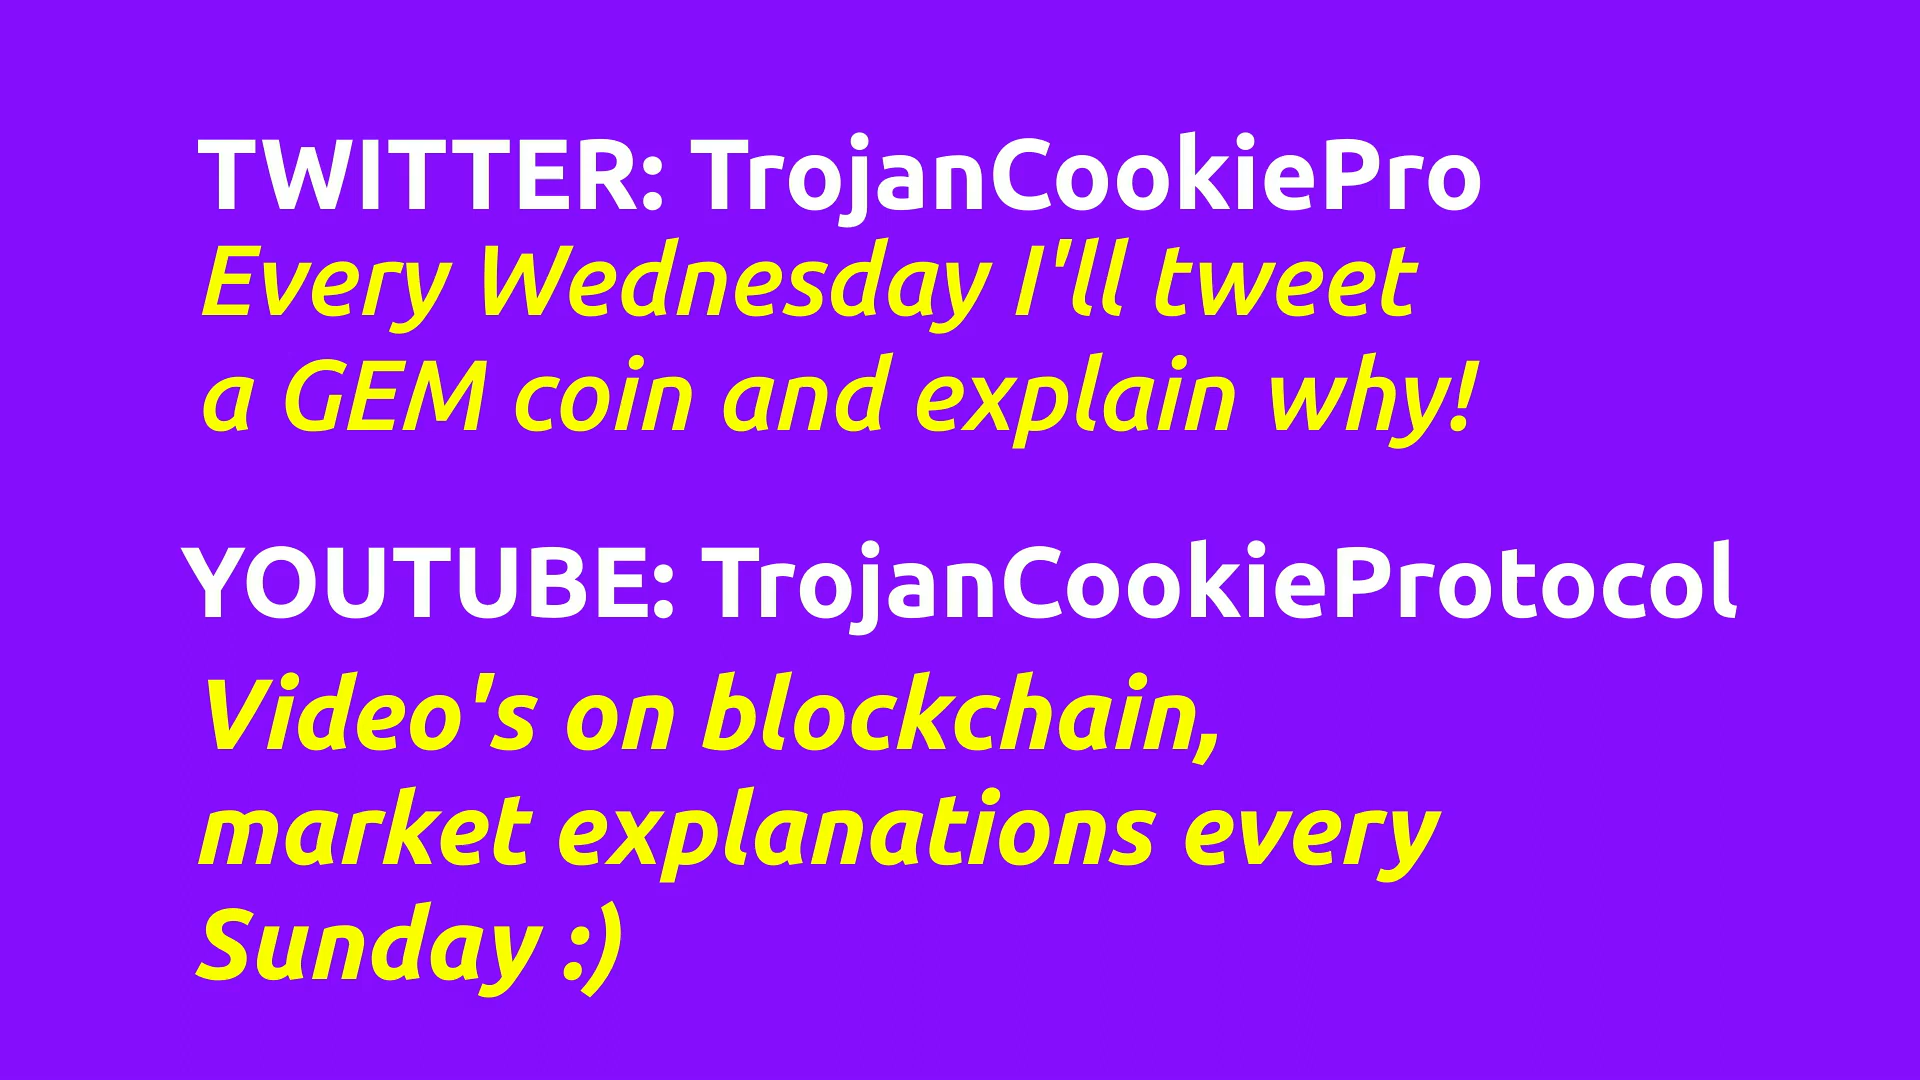 TWITTER: TrojanCookiePro
Every Wednesday I'll tweet
a GEM coin and explain why!
YOUTUBE: TrojanCookieProtocol
Video's on blockchain,
market explanations every
Sunday :)